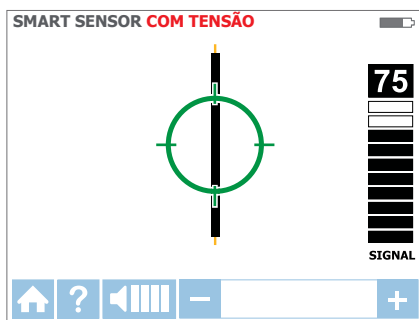 SMART SENSOR COM TENSÃO
75
SIGNAL
?
−
+